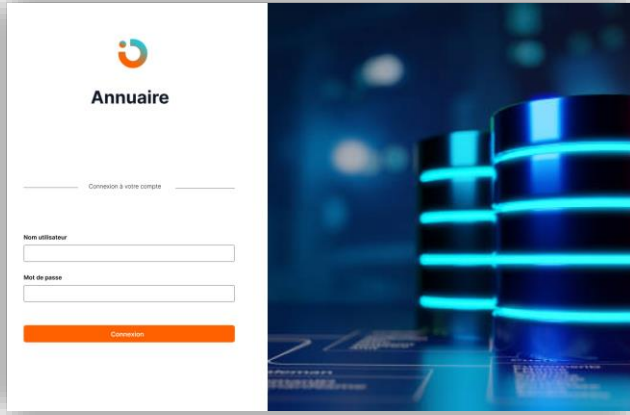 Annuaire
Connexion à votre compte
Nom utilisateur
Mot de passe
Connexion